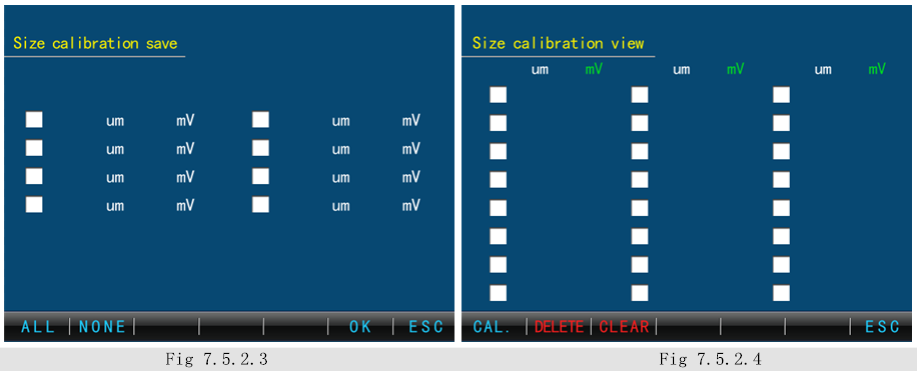 Size calibration save
um mV um mV
um mV um mV
um mV um mV
um mV um mV
ALL NONE OK ESC
Fig 7.5.2.3
Size calibration view
um mV um mV um mV
CAL. DELETE CLEAR ESC
Fig 7.5.2.4